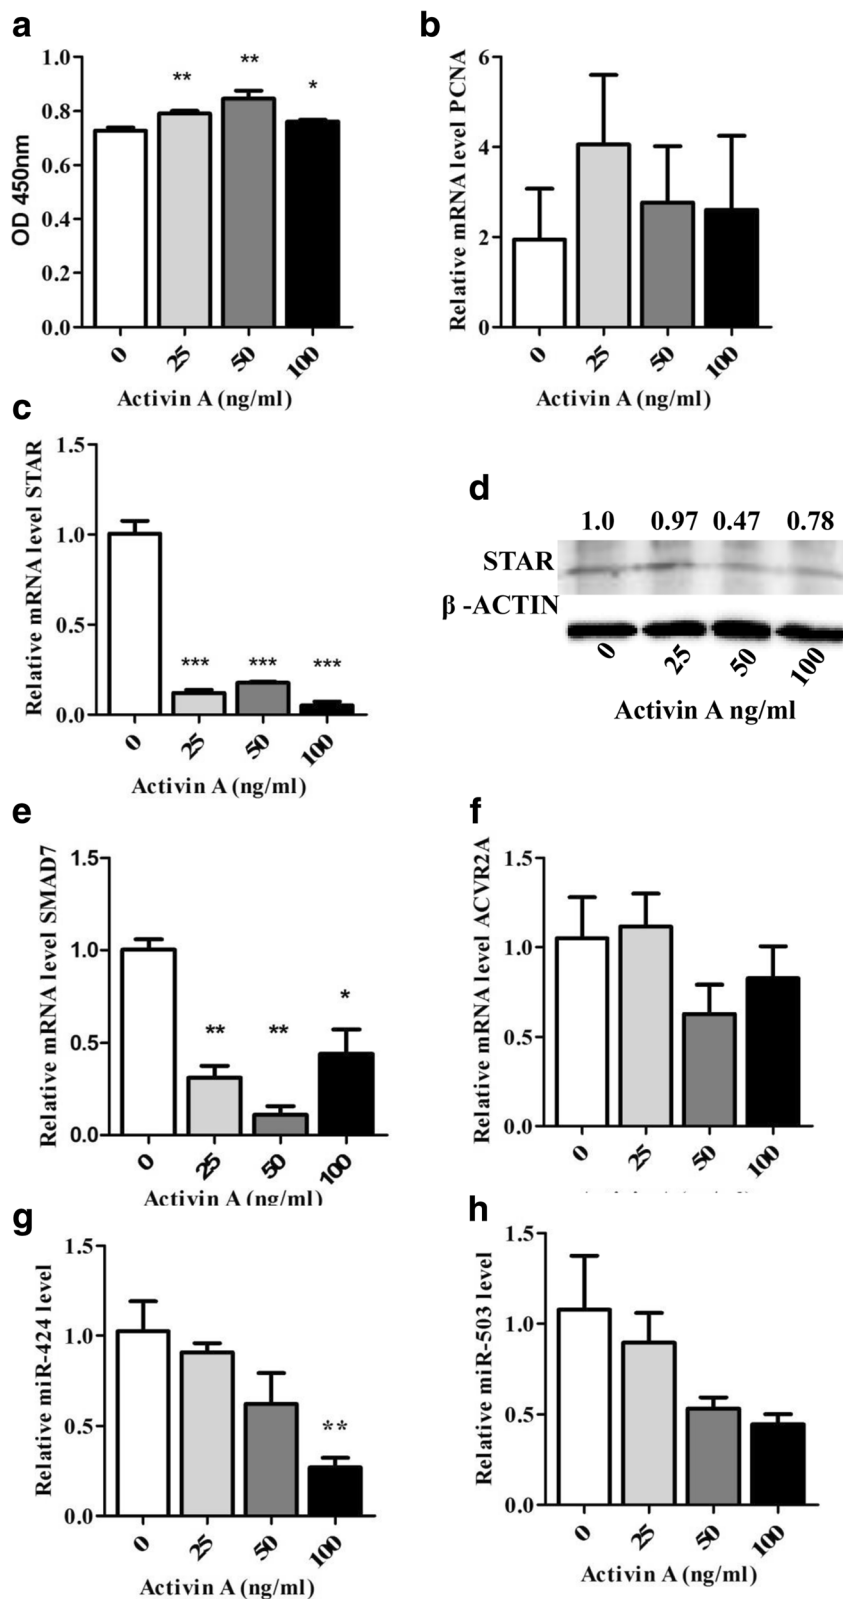 a
1.0
0.8
0.6
0.4
0.2
0.0
OD 450nm
**
**
*
0
25
50
100
Activin A (ng/ml)
b
6
4
2
0
Relative mRNA level PCNA
0
25
50
100
Activin A (ng/ml)
c
1.5
1.0
0.5
0.0
Relative mRNA level STAR
***
***
***
0
25
50
100
Activin A (ng/ml)
d
1.0 0.97 0.47 0.78
STAR
β -ACTIN
0
25
50
100
Activin A ng/ml
e
1.5
1.0
0.5
0.0
Relative mRNA level SMAD7
**
**
*
0
25
50
100
Activin A (ng/ml)
f
1.5
1.0
0.5
0.0
Relative mRNA level ACVR2A
0
25
50
100
g
1.5
1.0
0.5
0.0
Relative miR-424 level
**
0
25
50
100
Activin A (ng/ml)
h
1.5
1.0
0.5
0.0
Relative miR-503 level
0
25
50
100
Activin A (ng/ml)